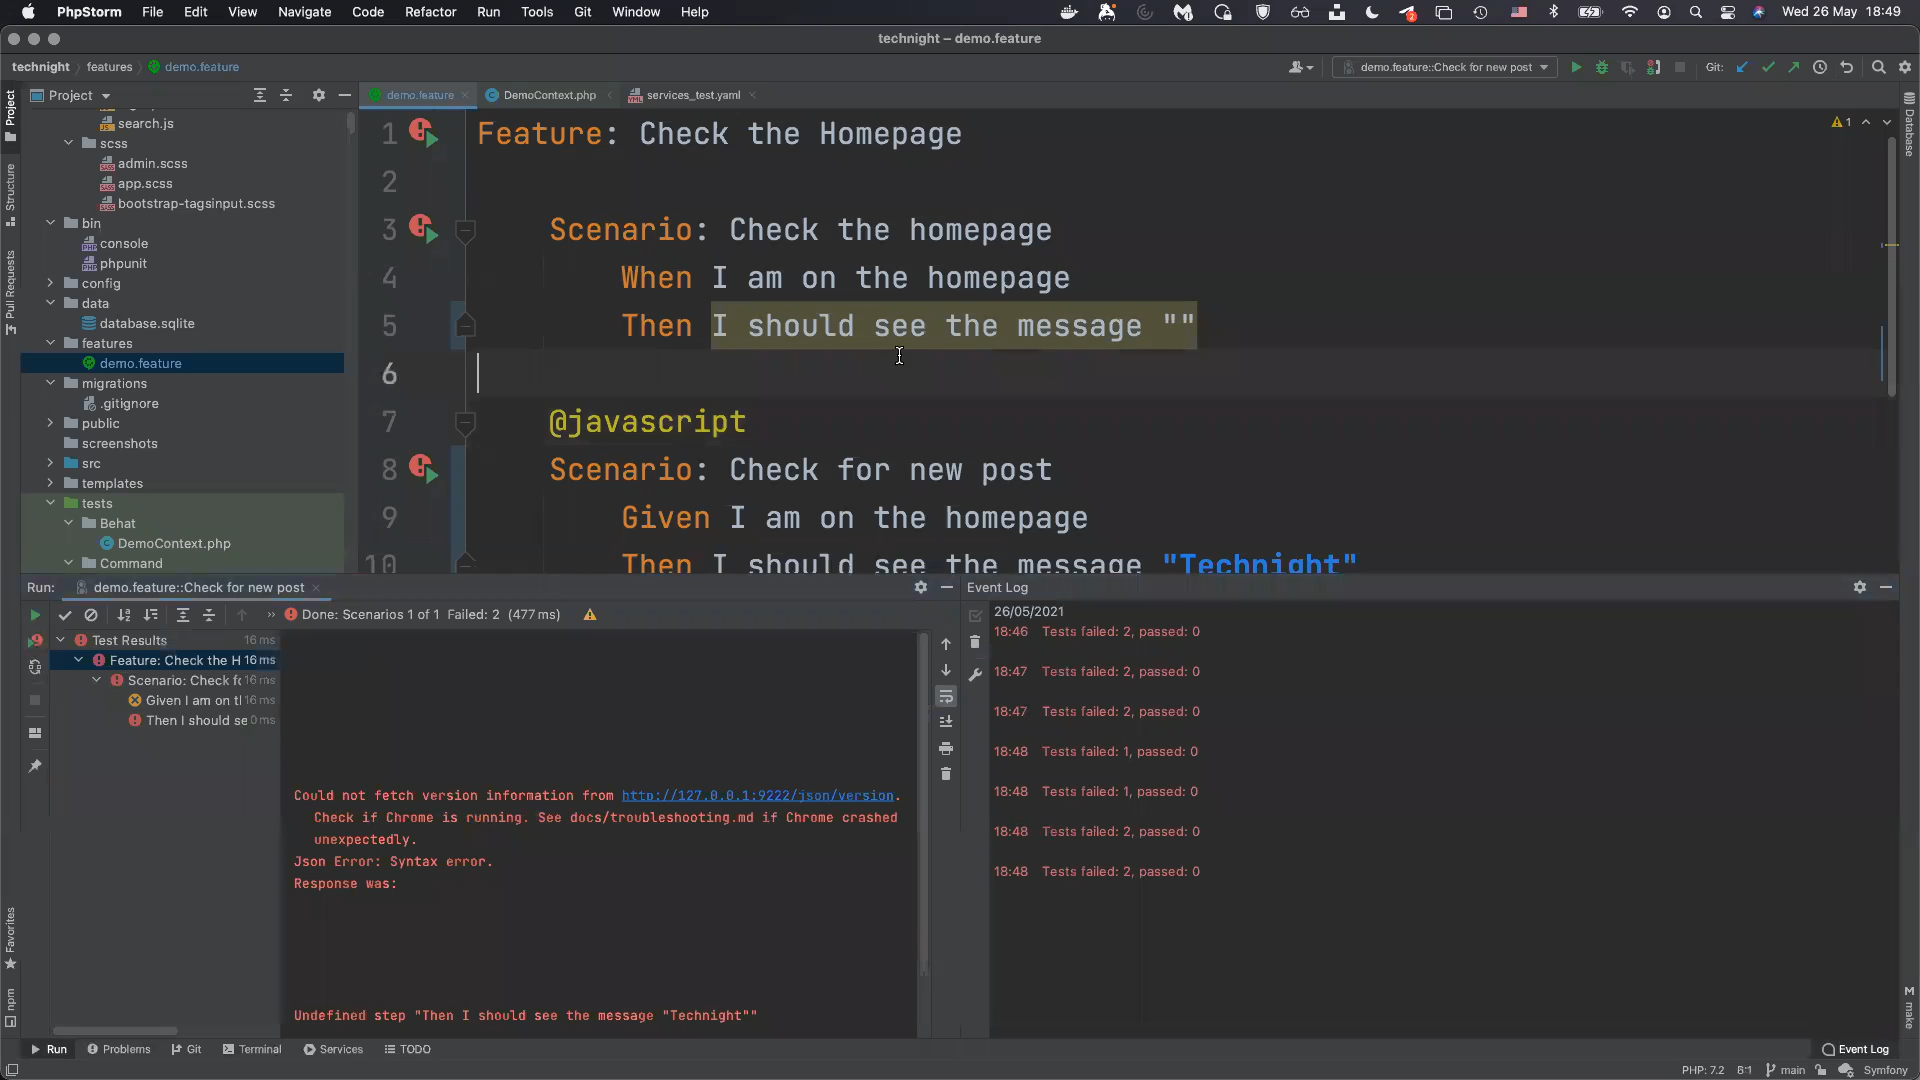 PhpStorm File Edit View Navigate Code Refactor Run Tools Git Window Help
2
Wed 26 May 18:49
technight – demo.feature
technight features demo.feature
demo.feature::Check for new post
Git:
Project
demo.feature
DemoContext.php
services_test.yaml
Project
Structure
Pull Requests
Favorites
npm
Database
make
search.js
scss
admin.scss
app.scss
bootstrap-tagsinput.scss
bin
console
phpunit
config
data
database.sqlite
features
demo.feature
migrations
.gitignore
public
screenshots
src
templates
tests
Behat
DemoContext.php
Command
1 Feature: Check the Homepage
2
3 Scenario: Check the homepage
4 When I am on the homepage
5 Then I should see the message ""
6
7 @javascript
8 Scenario: Check for new post
9 Given I am on the homepage
10 Then I should see the message "Technight"
1
Run: demo.feature::Check for new post
Done: Scenarios 1 of 1 Failed: 2 (477 ms)
Test Results 16 ms
Feature: Check the H 16 ms
Scenario: Check fo 16 ms
Given I am on tl 16 ms
Then I should se 0 ms
Could not fetch version information from http://127.0.0.1:9222/json/version.
Check if Chrome is running. See docs/troubleshooting.md if Chrome crashed
unexpectedly.
Json Error: Syntax error.
Response was:
Undefined step "Then I should see the message "Technight""
Event Log
26/05/2021
18:46 Tests failed: 2, passed: 0
18:47 Tests failed: 2, passed: 0
18:47 Tests failed: 2, passed: 0
18:48 Tests failed: 1, passed: 0
18:48 Tests failed: 1, passed: 0
18:48 Tests failed: 2, passed: 0
18:48 Tests failed: 2, passed: 0
Run Problems Git Terminal Services TODO
Event Log
PHP: 7.2 8:1 main Symfony